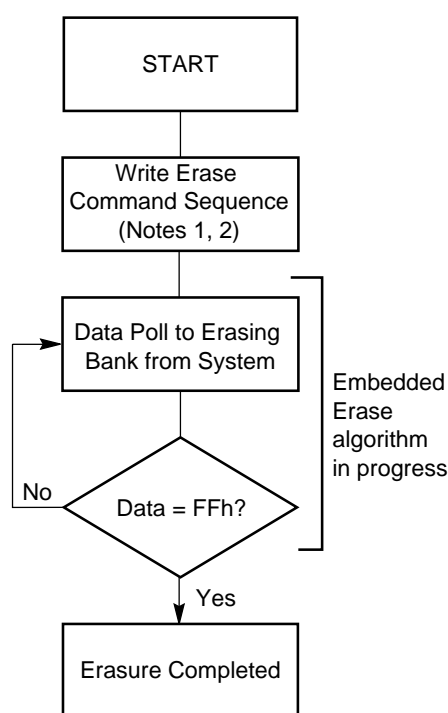 START
Write Erase
Command Sequence
(Notes 1, 2)
Data Poll to Erasing
Bank from System
Embedded
Erase
algorithm
in progress
No
Data = FFh?
Yes
Erasure Completed